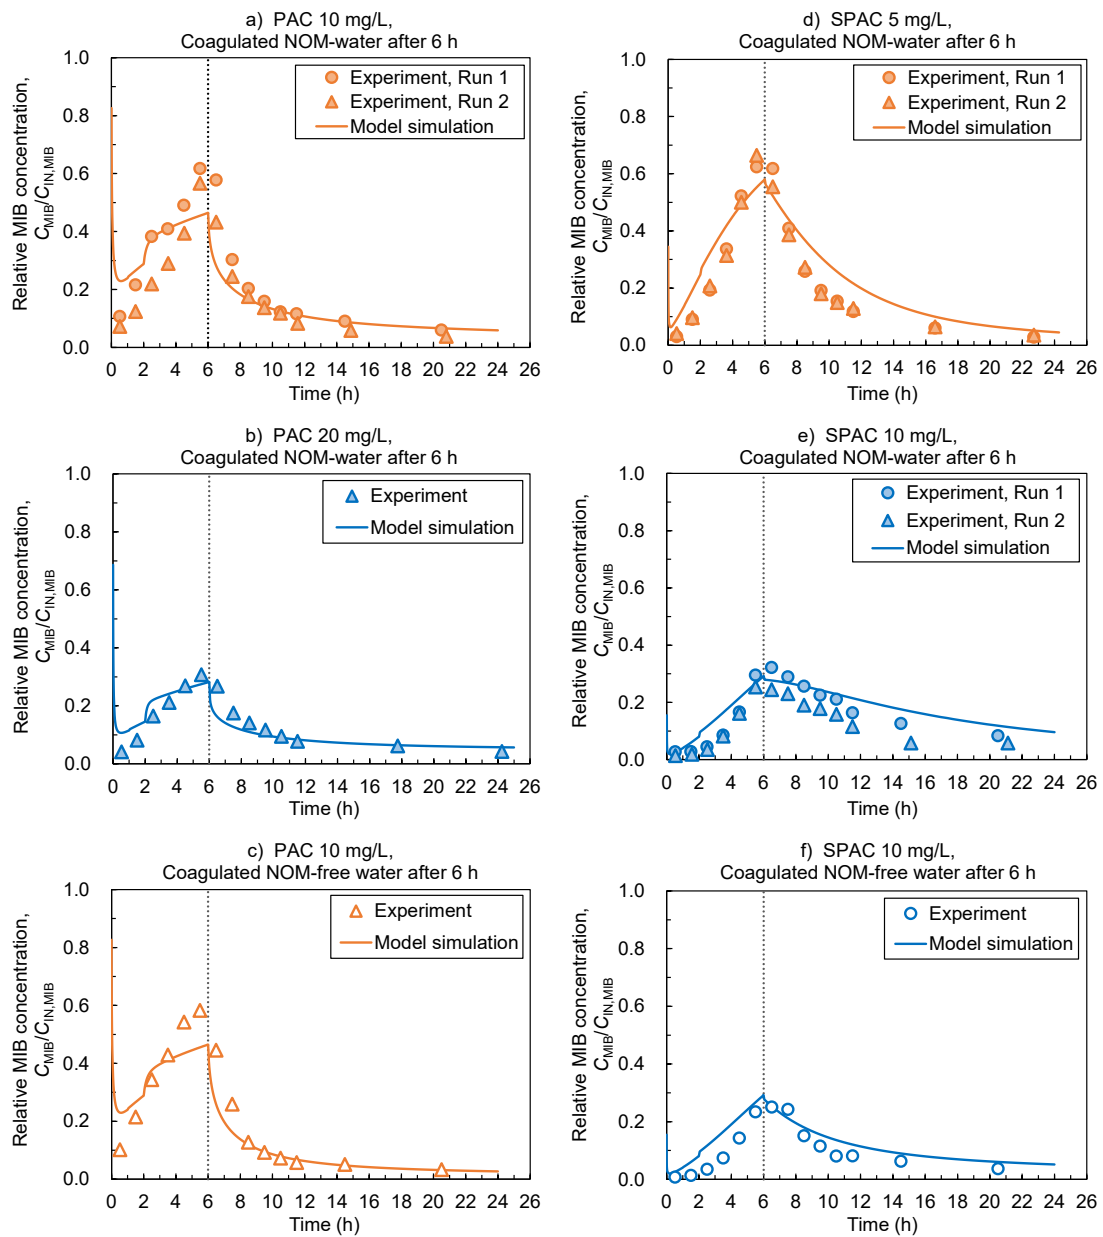 a) PAC 10 mg/L,
Coagulated NOM-water after 6 h
Relative MIB concentration,
C_MIB/C_IN,MIB
1.0
0.8
0.6
0.4
0.2
0.0
Experiment, Run 1
Experiment, Run 2
Model simulation
0 2 4 6 8 10 12 14 16 18 20 22 24 26
Time (h)
d) SPAC 5 mg/L,
Coagulated NOM-water after 6 h
Relative MIB concentration,
C_MIB/C_IN,MIB
1.0
0.8
0.6
0.4
0.2
0.0
Experiment, Run 1
Experiment, Run 2
Model simulation
0 2 4 6 8 10 12 14 16 18 20 22 24 26
Time (h)
b) PAC 20 mg/L,
Coagulated NOM-water after 6 h
Relative MIB concentration,
C_MIB/C_IN,MIB
1.0
0.8
0.6
0.4
0.2
0.0
Experiment
Model simulation
0 2 4 6 8 10 12 14 16 18 20 22 24 26
Time (h)
e) SPAC 10 mg/L,
Coagulated NOM-water after 6 h
Relative MIB concentration,
C_MIB/C_IN,MIB
1.0
0.8
0.6
0.4
0.2
0.0
Experiment, Run 1
Experiment, Run 2
Model simulation
0 2 4 6 8 10 12 14 16 18 20 22 24 26
Time (h)
c) PAC 10 mg/L,
Coagulated NOM-free water after 6 h
Relative MIB concentration,
C_MIB/C_IN,MIB
1.0
0.8
0.6
0.4
0.2
0.0
Experiment
Model simulation
0 2 4 6 8 10 12 14 16 18 20 22 24 26
Time (h)
f) SPAC 10 mg/L,
Coagulated NOM-free water after 6 h
Relative MIB concentration,
C_MIB/C_IN,MIB
1.0
0.8
0.6
0.4
0.2
0.0
Experiment
Model simulation
0 2 4 6 8 10 12 14 16 18 20 22 24 26
Time (h)